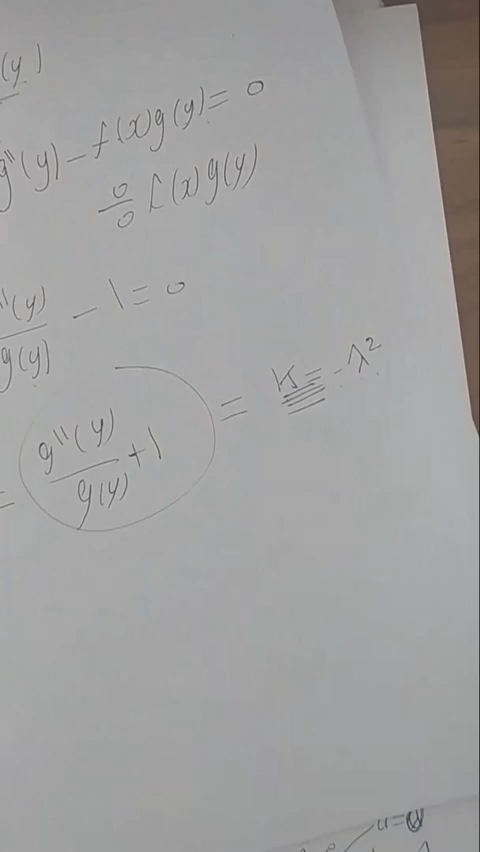 (y)
g''(y) - f(x)g(y) = 0
÷ f(x)g(y)
''(y)/g(y) - 1 = 0
= g''(y)/g(y) + 1 = K = -λ²
u=0